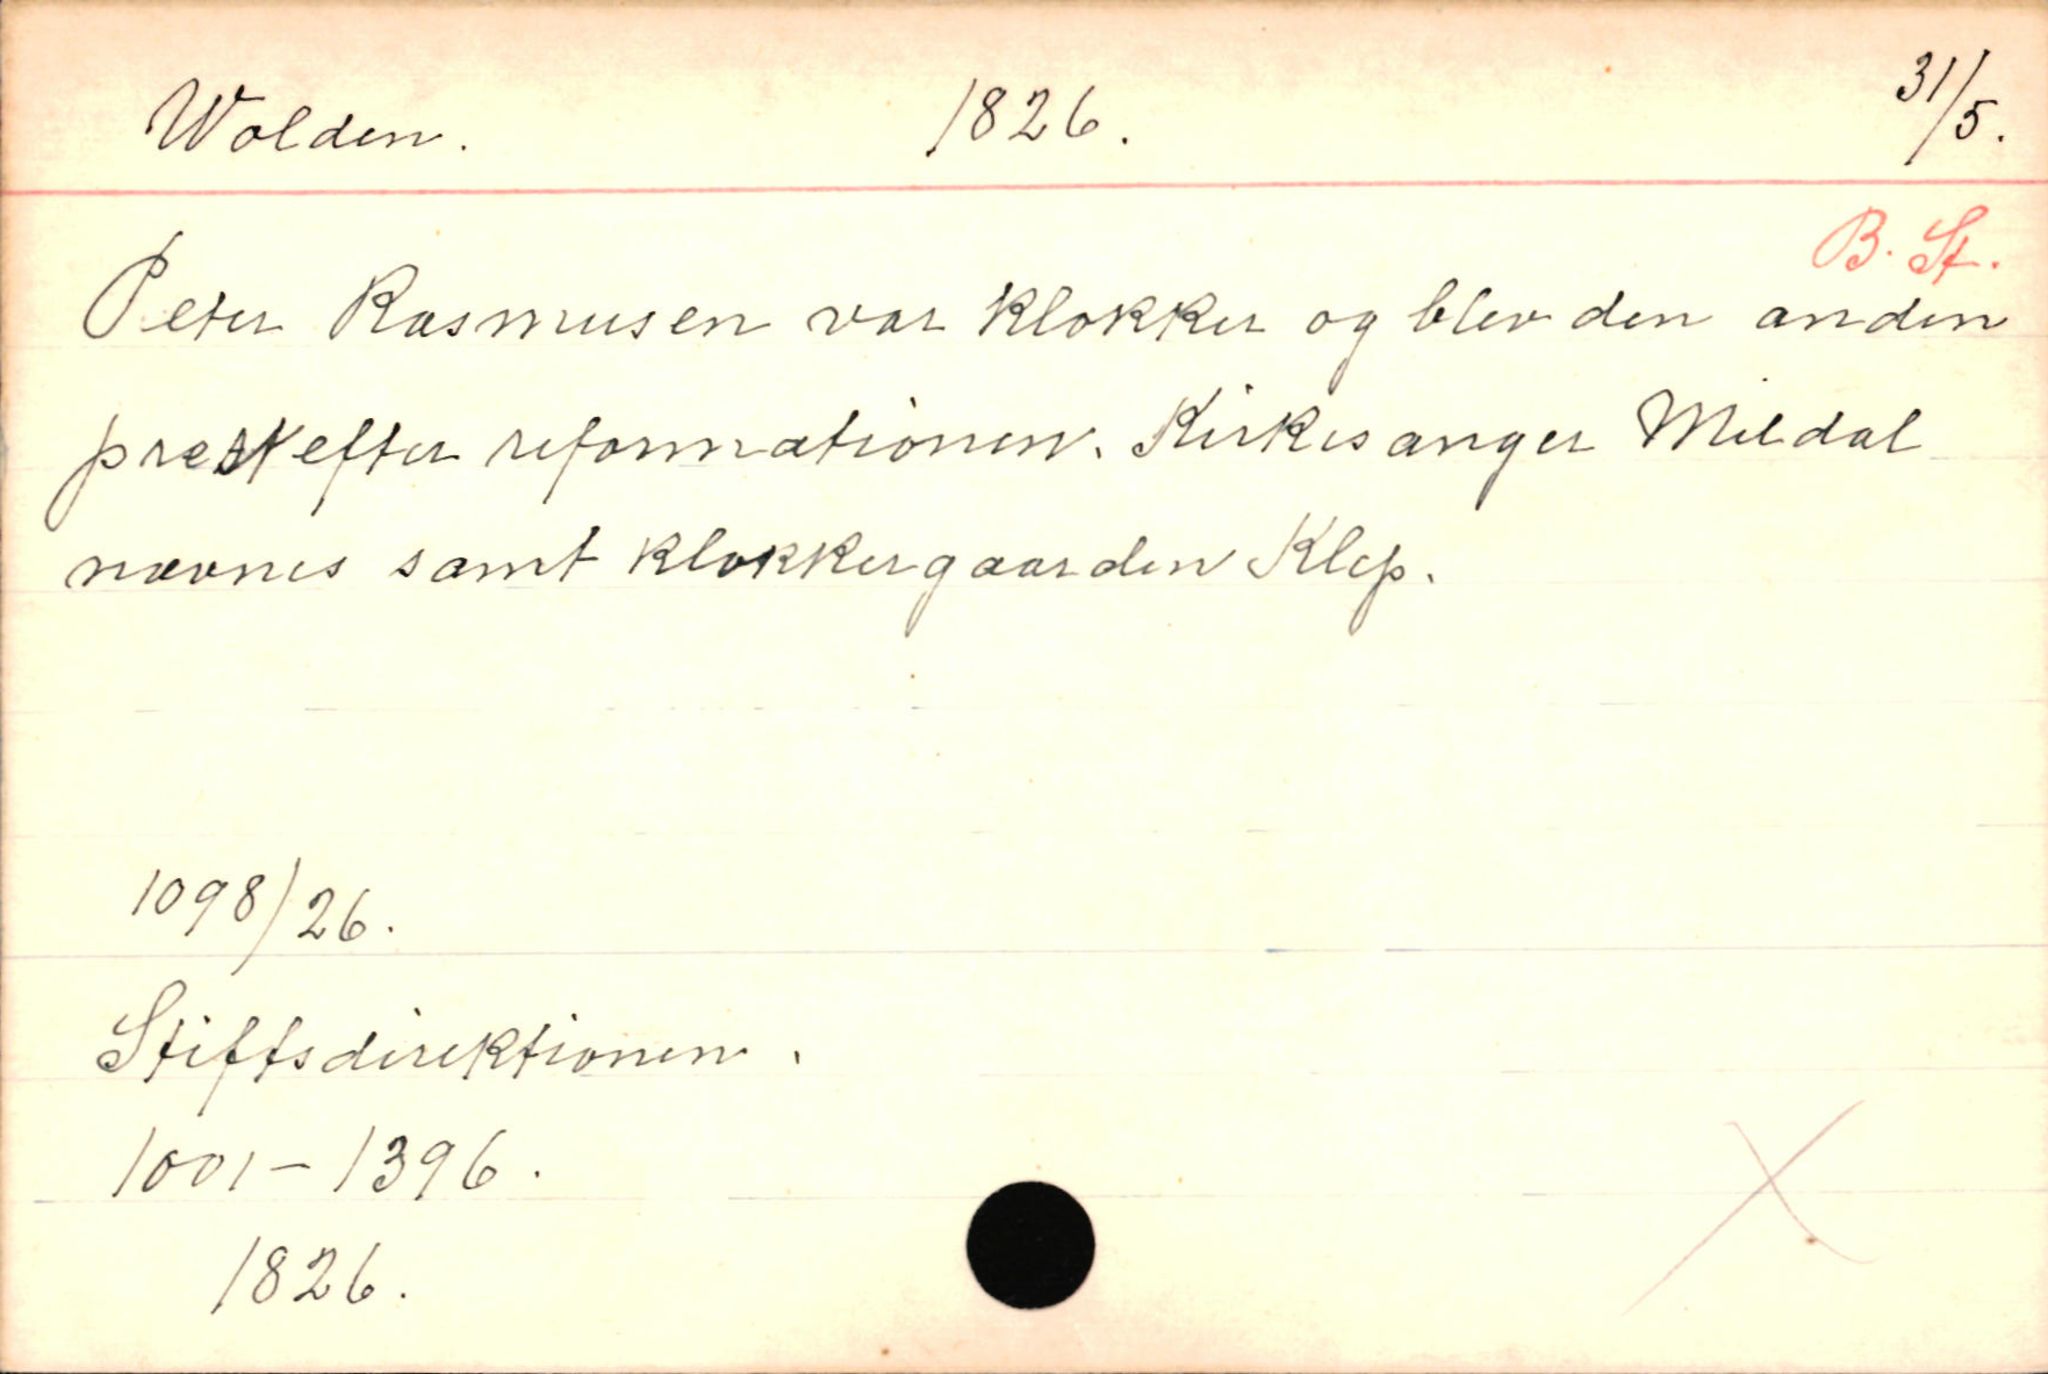 Wolden. 1826. 31/5.
B. St.
Peter Rasmusen var klokker og blev den anden
prest efter reformationen. Kirkesanger Mildal
nævnes samt klokkergaarden Klep.
1098/26.
Stiftsdirektionen.
1001-1396.
1826.